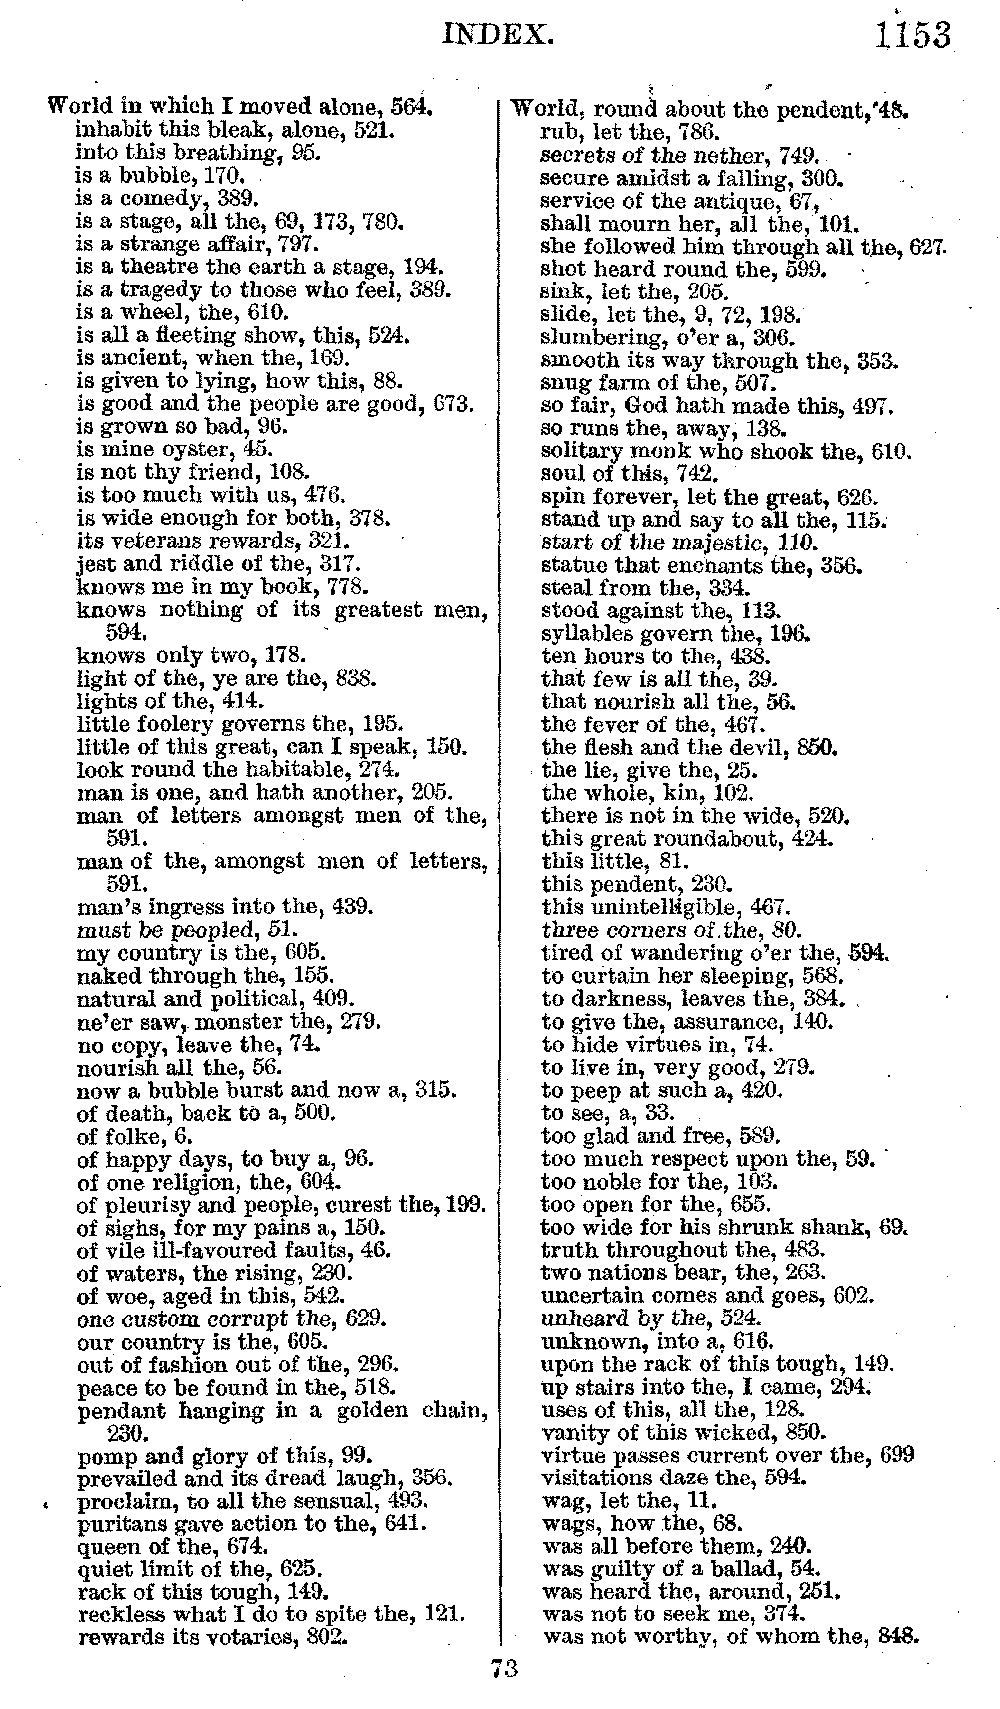 INDEX. 1153
World in which I moved alone, 564.
inhabit this bleak, alone, 521.
into this breathing, 95.
is a bubble, 170.
is a comedy, 389.
is a stage, all the, 69, 173, 780.
is a strange affair, 797.
is a theatre the earth a stage, 194.
is a tragedy to those who feel, 389.
is a wheel, the, 610.
is all a fleeting show, this, 524.
is ancient, when the, 169.
is given to lying, how this, 88.
is good and the people are good, 673.
is grown so bad, 96.
is mine oyster, 45.
is not thy friend, 108.
is too much with us, 476.
is wide enough for both, 378.
its veterans rewards, 321.
jest and riddle of the, 317.
knows me in my book, 778.
knows nothing of its greatest men,
594.
knows only two, 178.
light of the, ye are the, 838.
lights of the, 414.
little foolery governs the, 195.
little of this great, can I speak, 150.
look round the habitable, 274.
man is one, and hath another, 205.
man of letters amongst men of the,
591.
man of the, amongst men of letters,
591.
man's ingress into the, 439.
must be peopled, 51.
my country is the, 605.
naked through the, 155.
natural and political, 409.
ne'er saw, monster the, 279.
no copy, leave the, 74.
nourish all the, 56.
now a bubble burst and now a, 315.
of death, back to a, 500.
of folke, 6.
of happy days, to buy a, 96.
of one religion, the, 604.
of pleurisy and people, curest the, 199.
of sighs, for my pains a, 150.
of vile ill-favoured faults, 46.
of waters, the rising, 230.
of woe, aged in this, 542.
one custom corrupt the, 629.
our country is the, 605.
out of fashion out of the, 296.
peace to be found in the, 518.
pendant hanging in a golden chain,
230.
pomp and glory of this, 99.
prevailed and its dread laugh, 356.
proclaim, to all the sensual, 493.
puritans gave action to the, 641.
queen of the, 674.
quiet limit of the, 625.
rack of this tough, 149.
reckless what I do to spite the, 121.
rewards its votaries, 802.
World, round about the pendent, 48.
rub, let the, 786.
secrets of the nether, 749.
secure amidst a falling, 300.
service of the antique, 67,
shall mourn her, all the, 101.
she followed him through all the, 627.
shot heard round the, 599.
sink, let the, 205.
slide, let the, 9, 72, 198.
slumbering, o'er a, 306.
smooth its way through the, 353.
snug farm of the, 507.
so fair, God hath made this, 497.
so runs the, away, 138.
solitary monk who shook the, 610.
soul of this, 742.
spin forever, let the great, 626.
stand up and say to all the, 115.
start of the majestic, 110.
statue that enchants the, 356.
steal from the, 334.
stood against the, 113.
syllables govern the, 196.
ten hours to the, 438.
that few is all the, 39.
that nourish all the, 56.
the fever of the, 467.
the flesh and the devil, 850.
the lie, give the, 25.
the whole, kin, 102.
there is not in the wide, 520.
this great roundabout, 424.
this little, 81.
this pendent, 230.
this unintelligible, 467.
three corners of the, 80.
tired of wandering o'er the, 594.
to curtain her sleeping, 568.
to darkness, leaves the, 384.
to give the, assurance, 140.
to hide virtues in, 74.
to live in, very good, 279.
to peep at such a, 420.
to see, a, 33.
too glad and free, 589.
too much respect upon the, 59.
too noble for the, 103.
too open for the, 655.
too wide for his shrunk shank, 69.
truth throughout the, 483.
two nations bear, the, 263.
uncertain comes and goes, 602.
unheard by the, 524.
unknown, into a, 616.
upon the rack of this tough, 149.
up stairs into the, I came, 294.
uses of this, all the, 128.
vanity of this wicked, 850.
virtue passes current over the, 699
visitations daze the, 594.
wag, let the, 11.
wags, how the, 68.
was all before them, 240.
was guilty of a ballad, 54.
was heard the, around, 251.
was not to seek me, 374.
was not worthy, of whom the, 848.
73